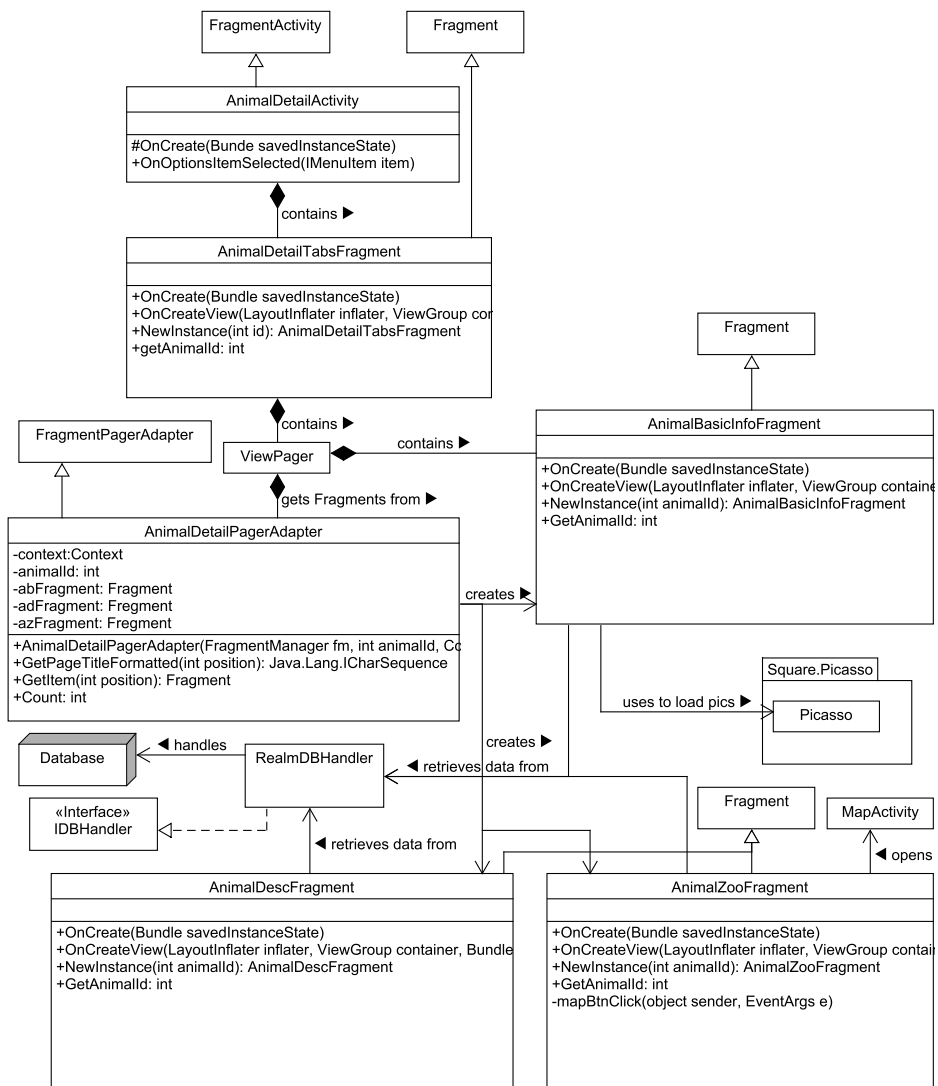 FragmentActivity
Fragment
AnimalDetailActivity
#OnCreate(Bunde savedInstanceState)
+OnOptionsItemSelected(IMenuItem item)
contains ▶
AnimalDetailTabsFragment
+OnCreate(Bundle savedInstanceState)
+OnCreateView(LayoutInflater inflater, ViewGroup cor
+NewInstance(int id): AnimalDetailTabsFragment
+getAnimalId: int
Fragment
contains ▶
FragmentPagerAdapter
ViewPager
contains ▶
AnimalBasicInfoFragment
+OnCreate(Bundle savedInstanceState)
+OnCreateView(LayoutInflater inflater, ViewGroup containe
+NewInstance(int animalId): AnimalBasicInfoFragment
+GetAnimalId: int
gets Fragments from ▶
AnimalDetailPagerAdapter
-context:Context
-animalId: int
-abFragment: Fragment
-adFragment: Fregment
-azFragment: Fregment
+AnimalDetailPagerAdapter(FragmentManager fm, int animalId, Co
+GetPageTitleFormatted(int position): Java.Lang.ICharSequence
+GetItem(int position): Fragment
+Count: int
creates ▶
Square.Picasso
uses to load pics ▶
Picasso
creates ▶
Database
◀ handles
RealmDBHandler
◀ retrieves data from
«Interface»
IDBHandler
◀ retrieves data from
Fragment
MapActivity
◀ opens
AnimalDescFragment
+OnCreate(Bundle savedInstanceState)
+OnCreateView(LayoutInflater inflater, ViewGroup container, Bundle
+NewInstance(int animalId): AnimalDescFragment
+GetAnimalId: int
AnimalZooFragment
+OnCreate(Bundle savedInstanceState)
+OnCreateView(LayoutInflater inflater, ViewGroup contai
+NewInstance(int animalId): AnimalZooFragment
+GetAnimalId: int
-mapBtnClick(object sender, EventArgs e)